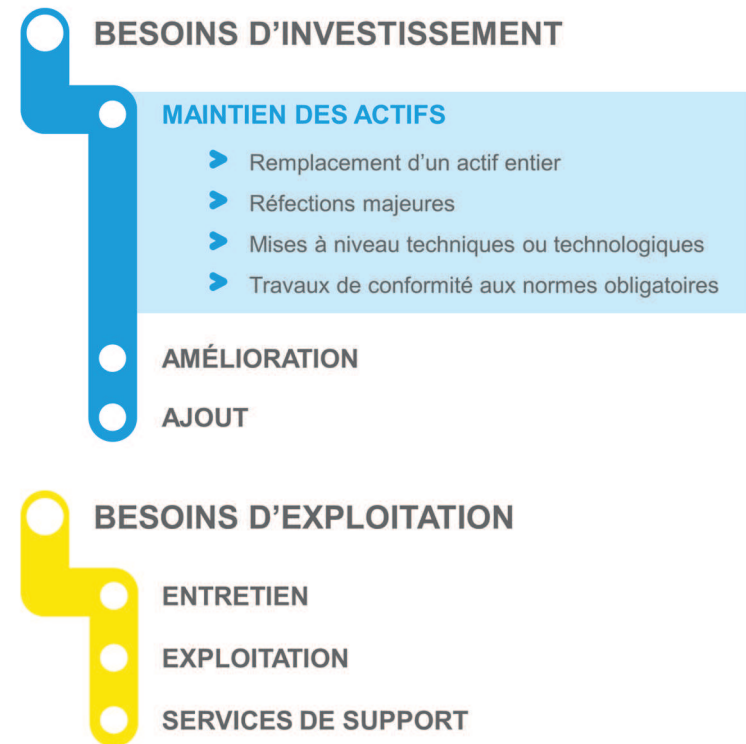 BESOINS D’INVESTISSEMENT
MAINTIEN DES ACTIFS
Remplacement d’un actif entier
Réfections majeures
Mises à niveau techniques ou technologiques
Travaux de conformité aux normes obligatoires
AMÉLIORATION
AJOUT
BESOINS D’EXPLOITATION
ENTRETIEN
EXPLOITATION
SERVICES DE SUPPORT